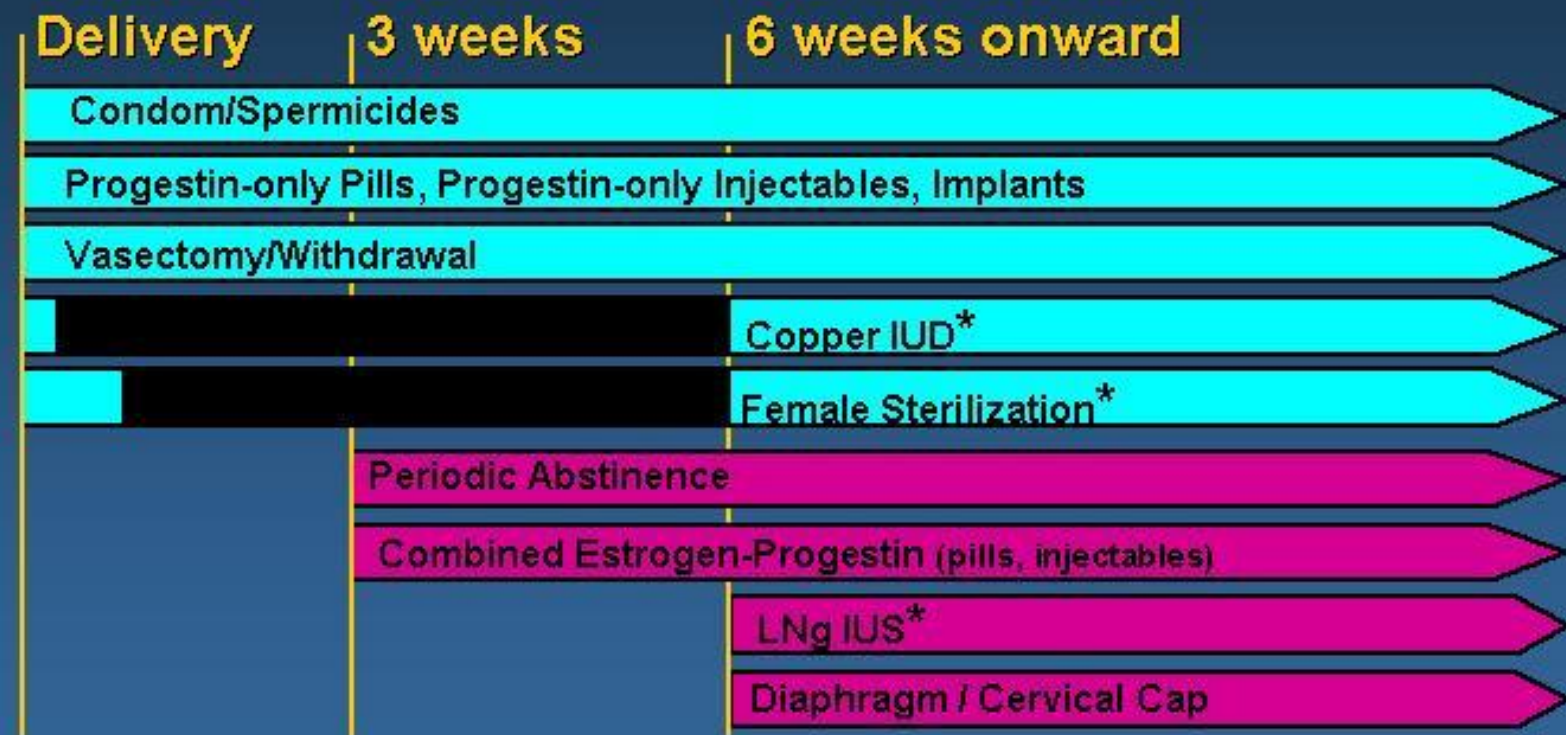 Delivery 3 weeks 6 weeks onward
Condom/Spermicides
Progestin-only Pills, Progestin-only Injectables, Implants
Vasectomy/Withdrawal
Copper IUD*
Female Sterilization*
Periodic Abstinence
Combined Estrogen-Progestin (pills, injectables)
LNg IUS*
Diaphragm / Cervical Cap